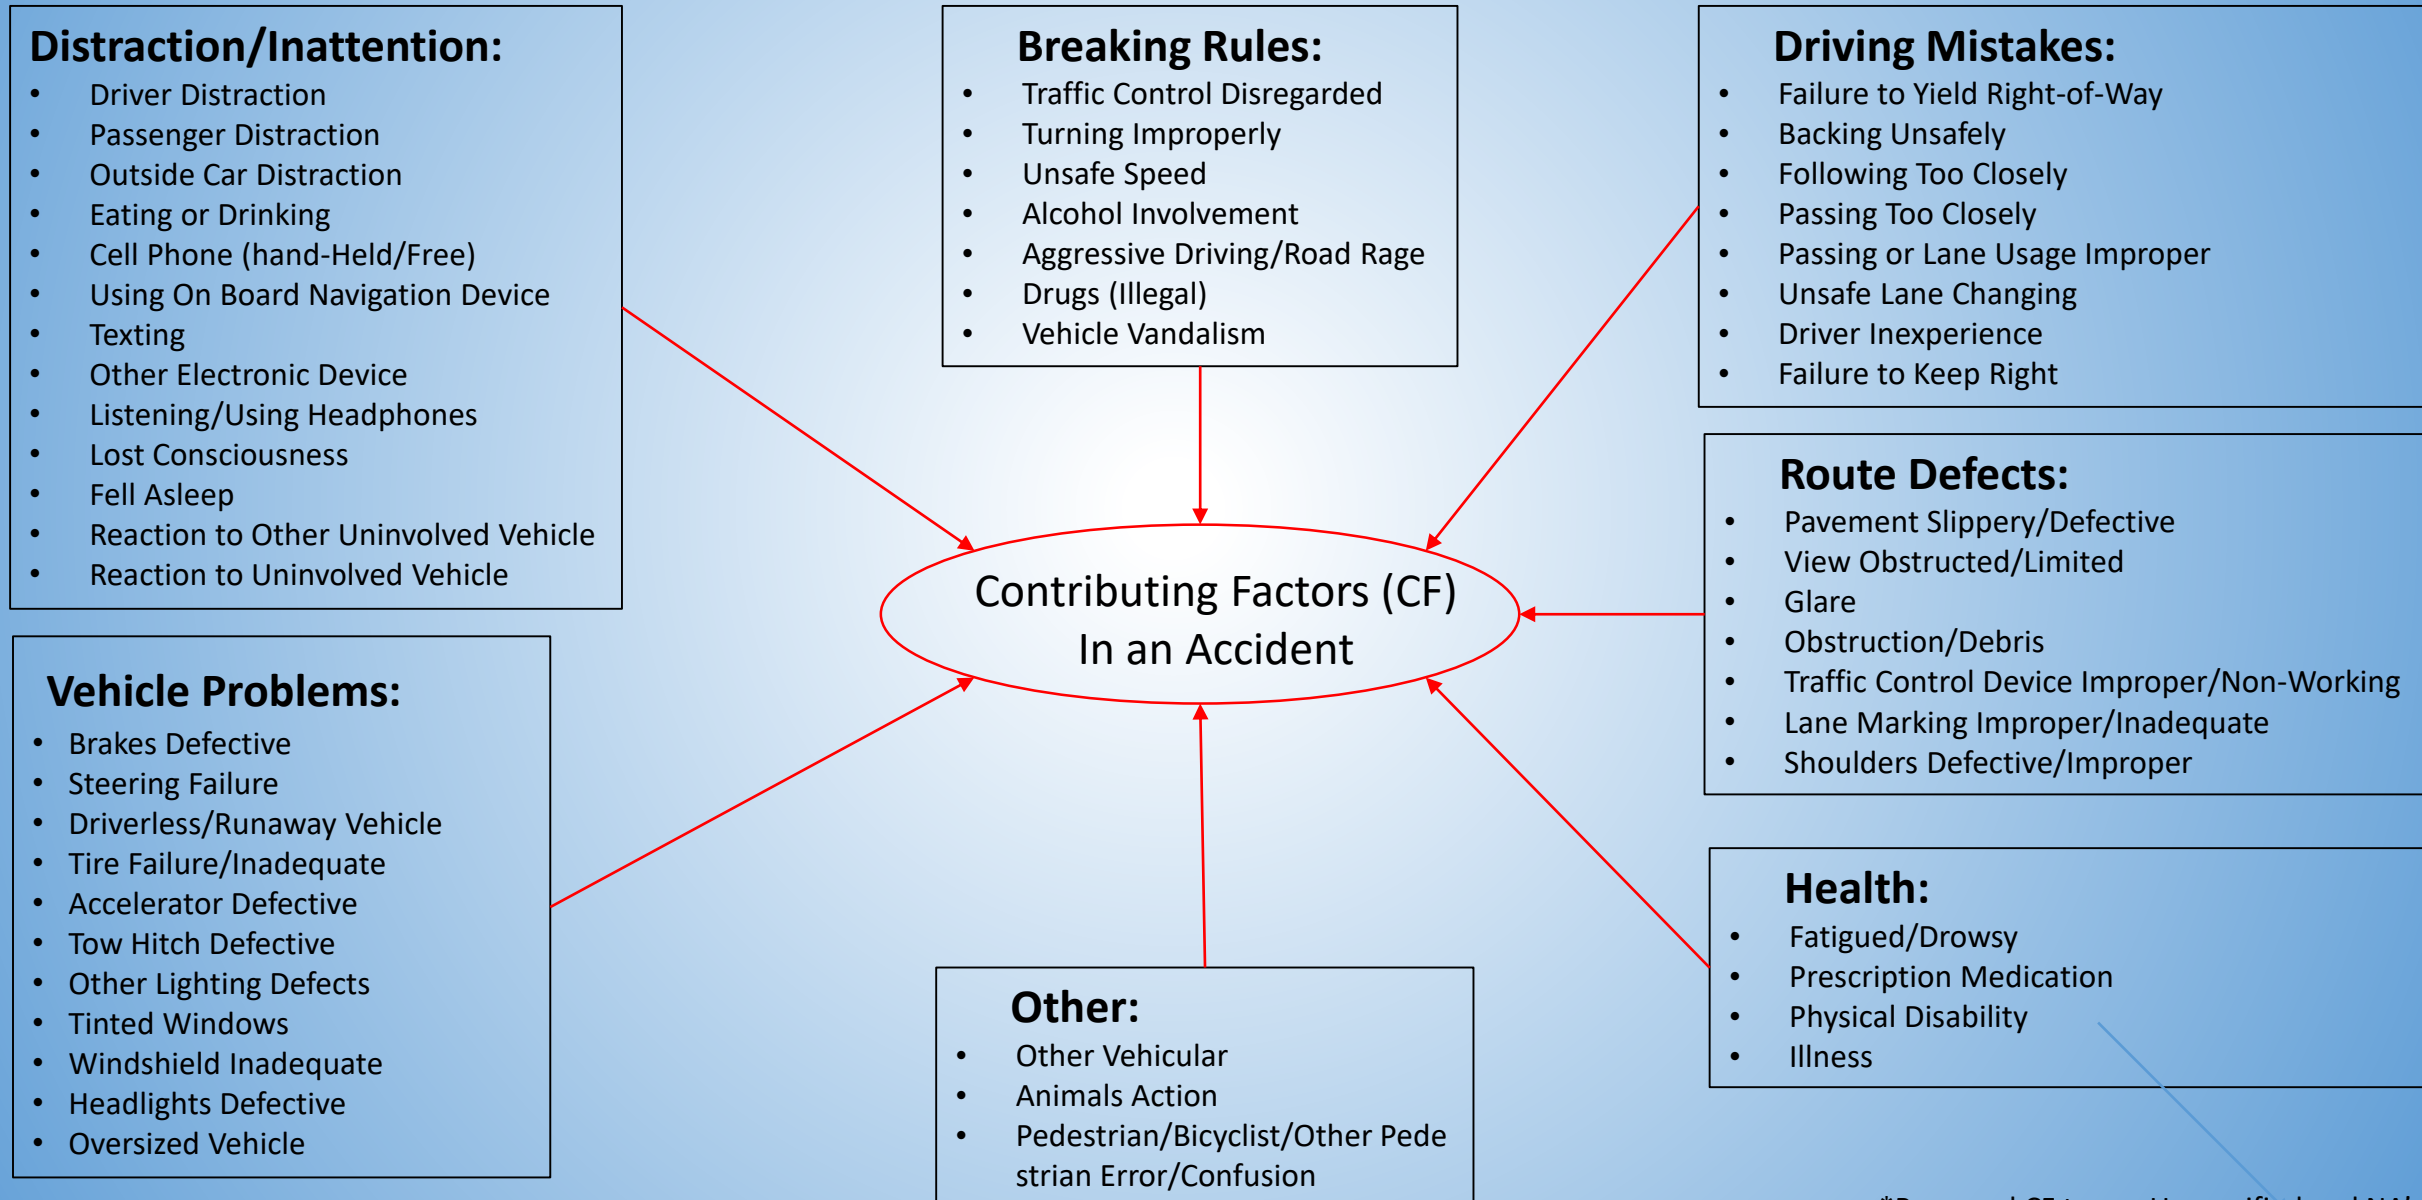 Distraction/Inattention:
• Driver Distraction
• Passenger Distraction
• Outside Car Distraction
• Eating or Drinking
• Cell Phone (hand-Held/Free)
• Using On Board Navigation Device
• Texting
• Other Electronic Device
• Listening/Using Headphones
• Lost Consciousness
• Fell Asleep
• Reaction to Other Uninvolved Vehicle
• Reaction to Uninvolved Vehicle
Breaking Rules:
• Traffic Control Disregarded
• Turning Improperly
• Unsafe Speed
• Alcohol Involvement
• Aggressive Driving/Road Rage
• Drugs (Illegal)
• Vehicle Vandalism
Driving Mistakes:
• Failure to Yield Right-of-Way
• Backing Unsafely
• Following Too Closely
• Passing Too Closely
• Passing or Lane Usage Improper
• Unsafe Lane Changing
• Driver Inexperience
• Failure to Keep Right
Contributing Factors (CF)
In an Accident
Route Defects:
• Pavement Slippery/Defective
• View Obstructed/Limited
• Glare
• Obstruction/Debris
• Traffic Control Device Improper/Non-Working
• Lane Marking Improper/Inadequate
• Shoulders Defective/Improper
Vehicle Problems:
• Brakes Defective
• Steering Failure
• Driverless/Runaway Vehicle
• Tire Failure/Inadequate
• Accelerator Defective
• Tow Hitch Defective
• Other Lighting Defects
• Tinted Windows
• Windshield Inadequate
• Headlights Defective
• Oversized Vehicle
Other:
• Other Vehicular
• Animals Action
• Pedestrian/Bicyclist/Other Pede
strian Error/Confusion
Health:
• Fatigued/Drowsy
• Prescription Medication
• Physical Disability
• Illness